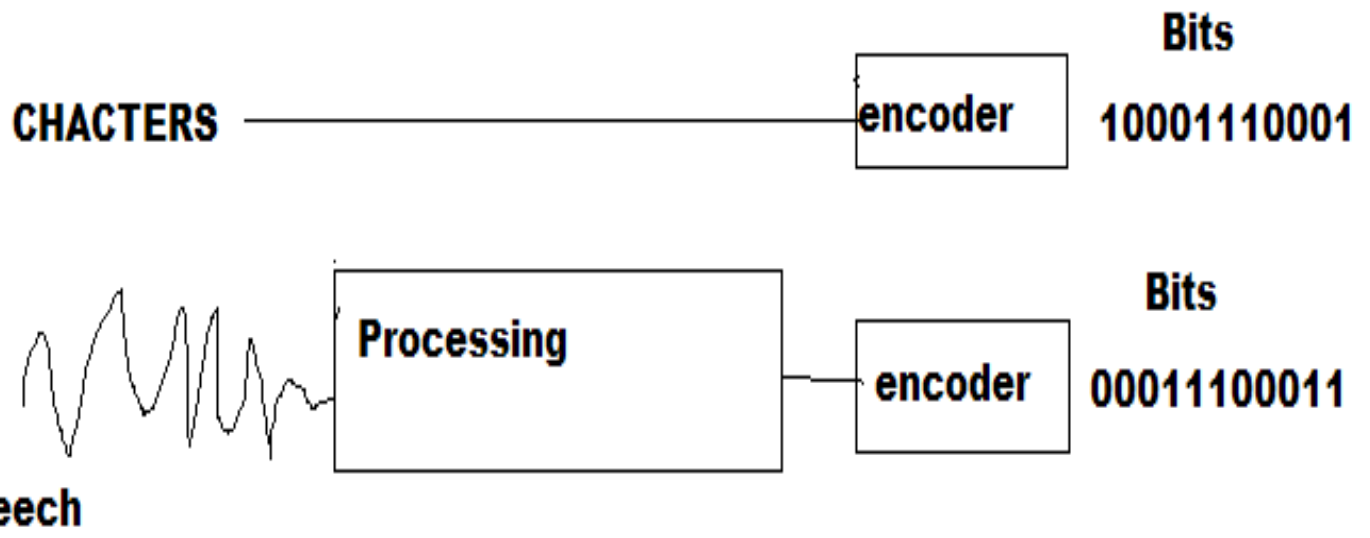 Bits
CHACTERS
encoder
10001110001
Bits
Processing
encoder
00011100011
eech